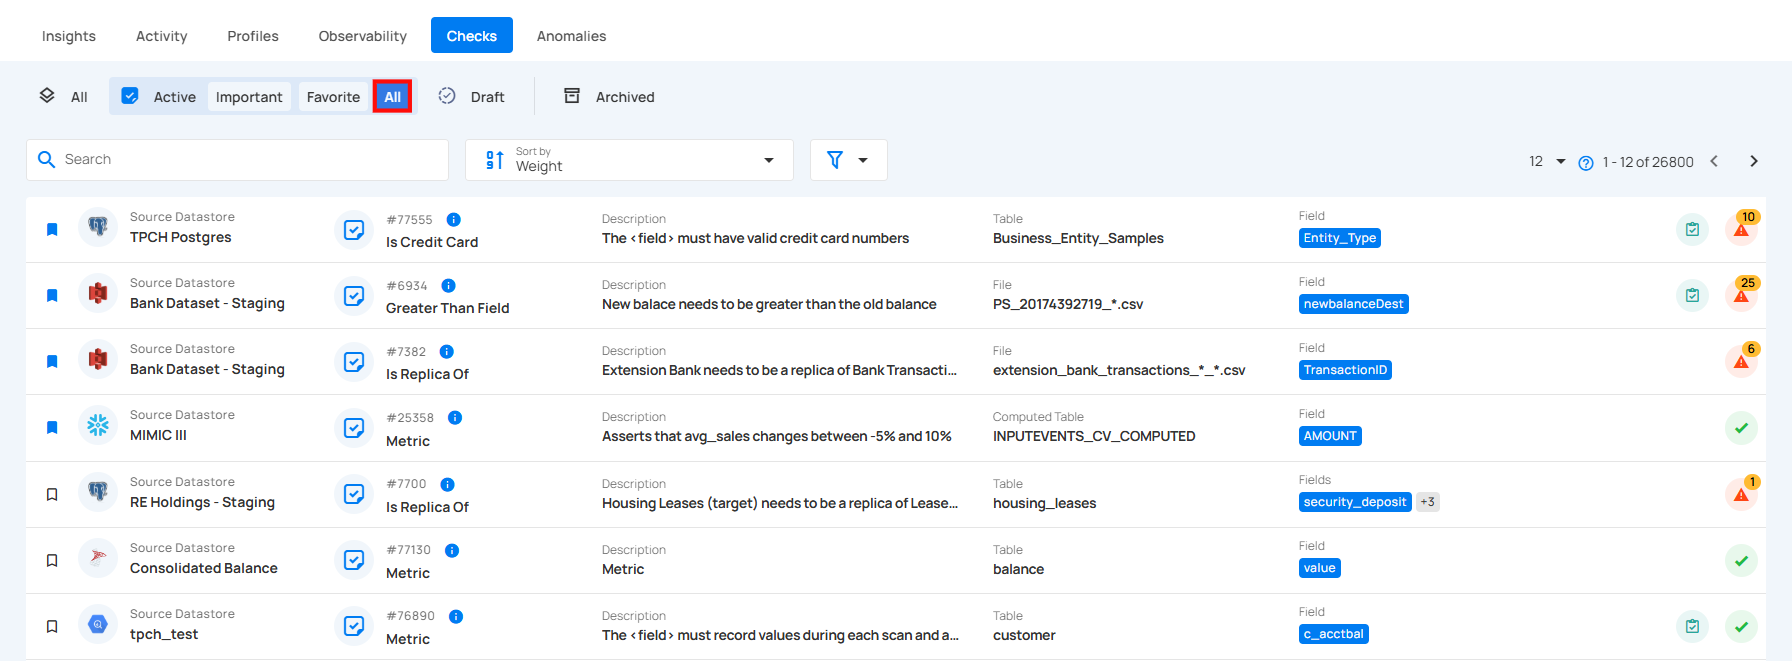 Insights Activity Profiles Observability Checks Anomalies
All Active Important Favorite All Draft Archived
Search
Sort by
Weight
12 1 - 12 of 26800
Source Datastore
TPCH Postgres
#77555
Is Credit Card
Description
The <field> must have valid credit card numbers
Table
Business_Entity_Samples
Field
Entity_Type
10
Source Datastore
Bank Dataset - Staging
#6934
Greater Than Field
Description
New balace needs to be greater than the old balance
File
PS_20174392719_*.csv
Field
newbalanceDest
25
Source Datastore
Bank Dataset - Staging
#7382
Is Replica Of
Description
Extension Bank needs to be a replica of Bank Transacti...
File
extension_bank_transactions_*_*.csv
Field
TransactionID
6
Source Datastore
MIMIC III
#25358
Metric
Description
Asserts that avg_sales changes between -5% and 10%
Computed Table
INPUTEVENTS_CV_COMPUTED
Field
AMOUNT
Source Datastore
RE Holdings - Staging
#7700
Is Replica Of
Description
Housing Leases (target) needs to be a replica of Lease...
Table
housing_leases
Fields
security_deposit +3
1
Source Datastore
Consolidated Balance
#77130
Metric
Description
Metric
Table
balance
Field
value
Source Datastore
tpch_test
#76890
Metric
Description
The <field> must record values during each scan and a...
Table
customer
Field
c_acctbal